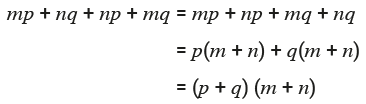 mp + nq + np + mq = mp + np + mq + nq
= p(m + n) + q(m + n)
= (p + q) (m + n)